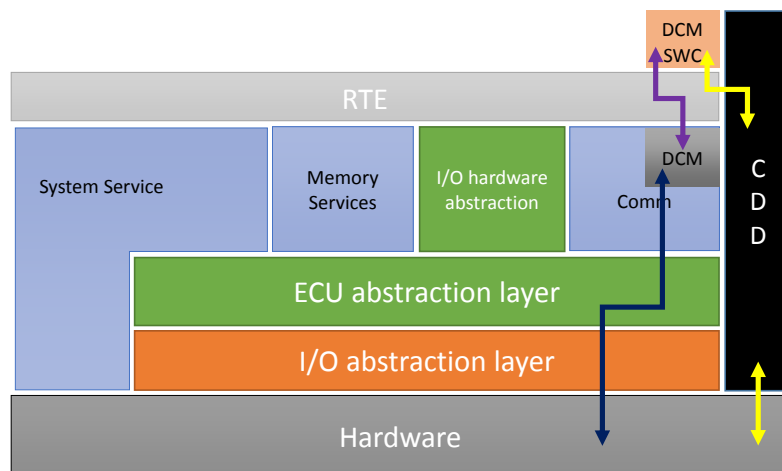 DCM
SWC
RTE
System Service
Memory
Services
I/O hardware
abstraction
DCM
Comm
C
D
D
ECU abstraction layer
I/O abstraction layer
Hardware